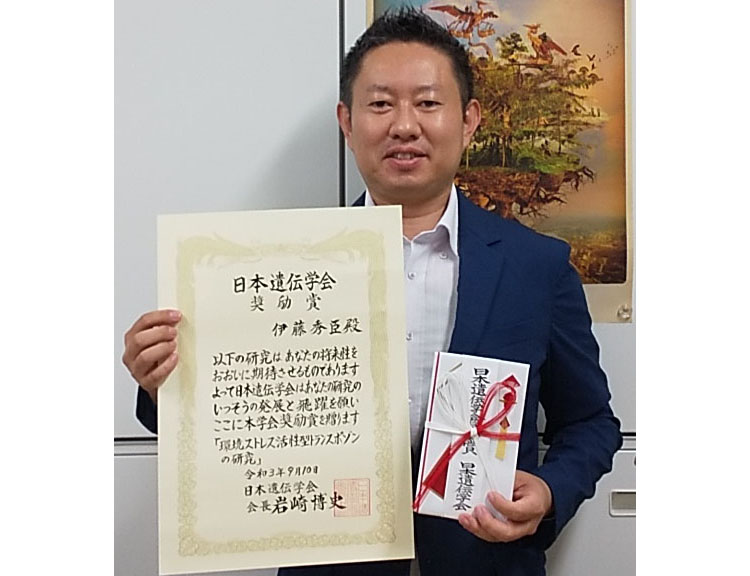 日本遺伝学会
奨励賞
伊藤秀臣殿
以下の研究はあなたの将来性を
おおいに期待させるものであります
よって日本遺伝学会はあなたの研究の
いっそうの発展と飛躍を願い
ここに本学会奨励賞を贈ります
「環境ストレス活性型トランスポゾン
の研究」
令和3年9月10日
日本遺伝学会
会長 岩崎博史
日本遺伝学
日本遺伝学会